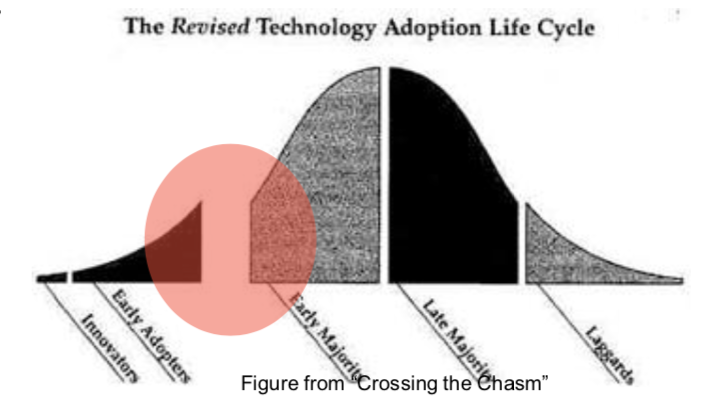 The Revised Technology Adoption Life Cycle
Innovators
Early Adopters
Early Majority
Late Majority
Laggards
Figure from “Crossing the Chasm”